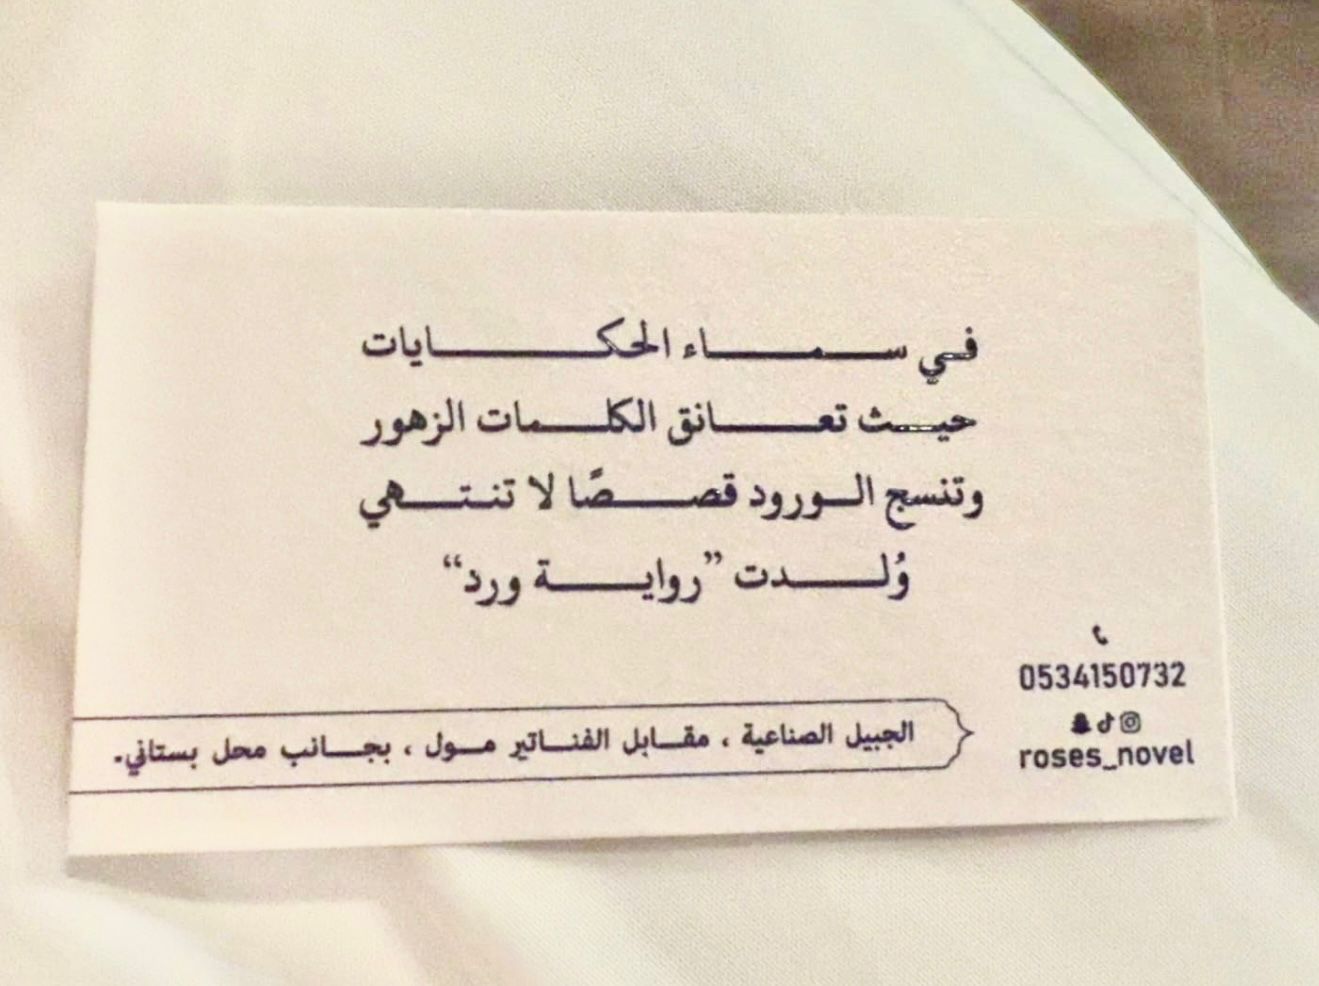 في سماء الحكايات
حيث تعانق الكلمات الزهور
وتنسج الورود قصصًا لا تنتهي
وُلدت ”رواية ورد“
0534150732
roses_novel
الجبيل الصناعية ، مقابل الفناتير مول ، بجانب محل بستاني.